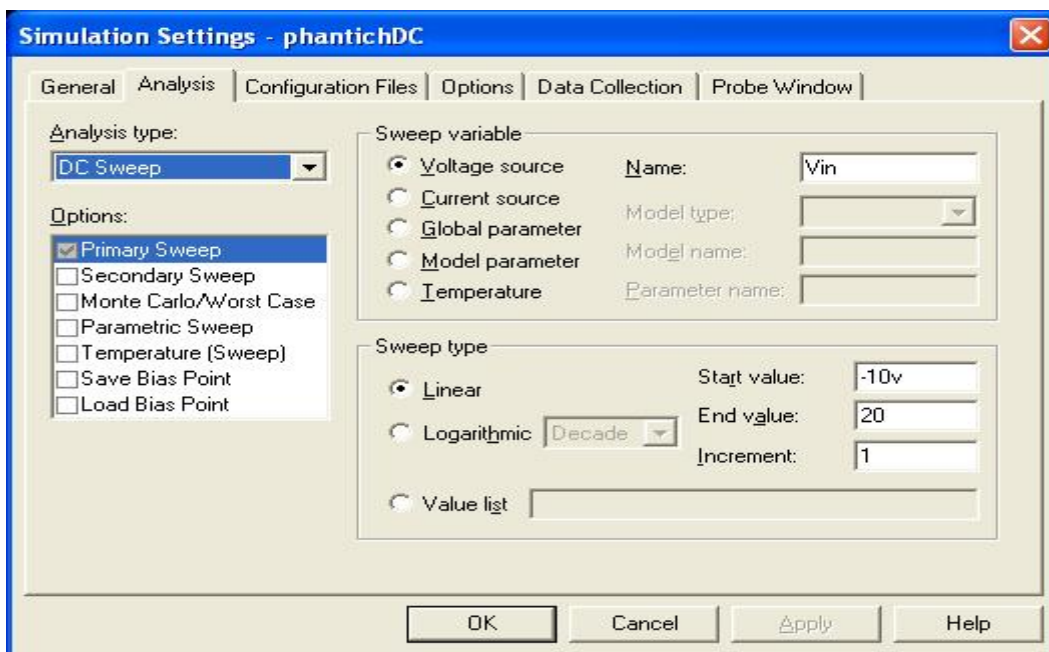 Simulation Settings - phantichDC
General Analysis Configuration Files Options Data Collection Probe Window
Analysis type:
DC Sweep
Options:
Primary Sweep
Secondary Sweep
Monte Carlo/Worst Case
Parametric Sweep
Temperature (Sweep)
Save Bias Point
Load Bias Point
Sweep variable
Voltage source
Current source
Global parameter
Model parameter
Temperature
Name: Vin
Model type:
Model name:
Parameter name:
Sweep type
Linear
Logarithmic Decade
Value list
Start value: -10v
End value: 20
Increment: 1
OK Cancel Apply Help